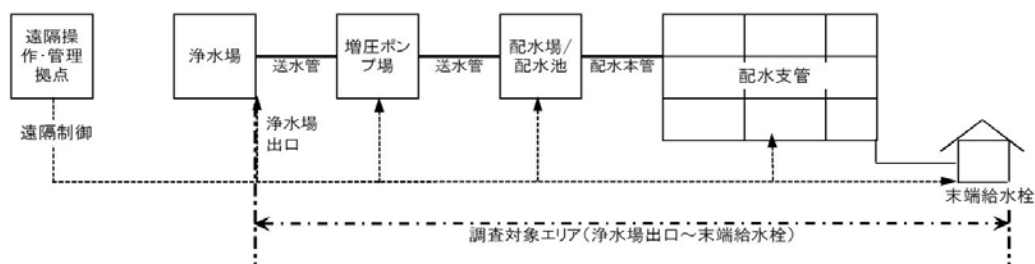 遠隔操
作・管理
拠点
浄水場
送水管
増圧ポン
プ場
送水管
配水場/
配水池
配水本管
配水支管
遠隔制御
浄水場
出口
末端給水栓
調査対象エリア(浄水場出口～末端給水栓)